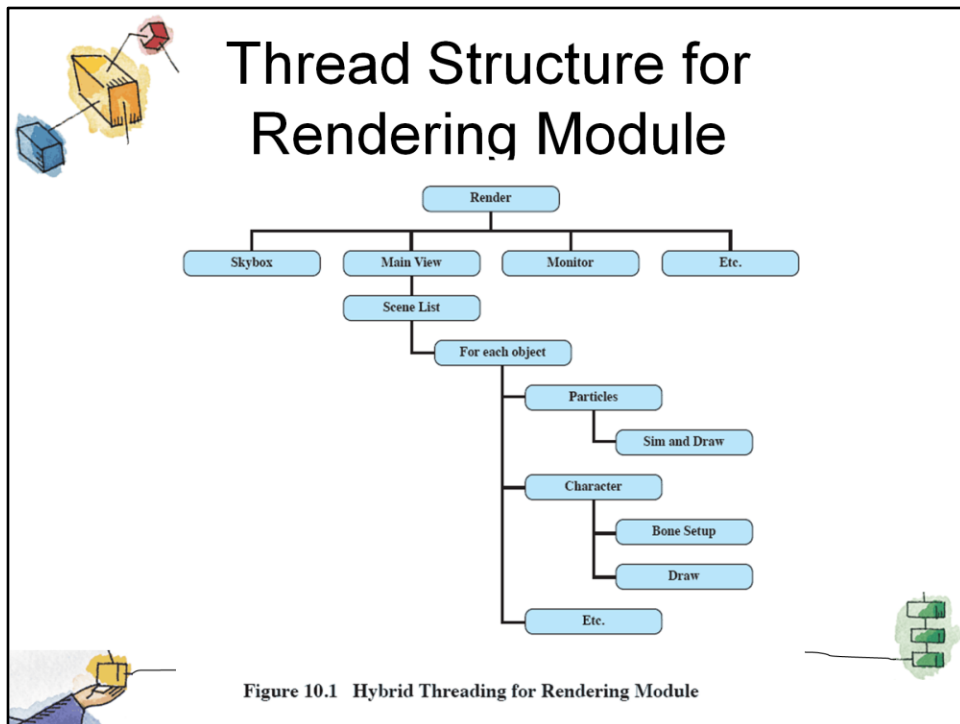 Thread Structure for
Rendering Module
Render
Skybox
Main View
Monitor
Etc.
Scene List
For each object
Particles
Sim and Draw
Character
Bone Setup
Draw
Etc.
Figure 10.1 Hybrid Threading for Rendering Module